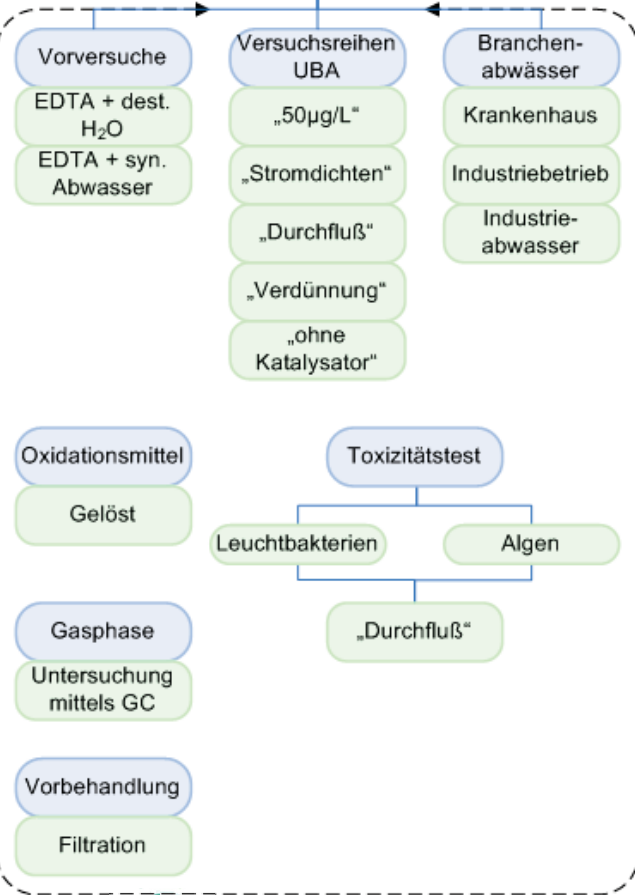 Vorversuche
EDTA + dest.
H₂O
EDTA + syn.
Abwasser
Versuchsreihen
UBA
„50µg/L“
„Stromdichten“
„Durchfluß“
„Verdünnung“
„ohne
Katalysator“
Branchen-
abwässer
Krankenhaus
Industriebetrieb
Industrie-
abwasser
Oxidationsmittel
Gelöst
Toxizitätstest
Leuchtbakterien
Algen
„Durchfluß“
Gasphase
Untersuchung
mittels GC
Vorbehandlung
Filtration